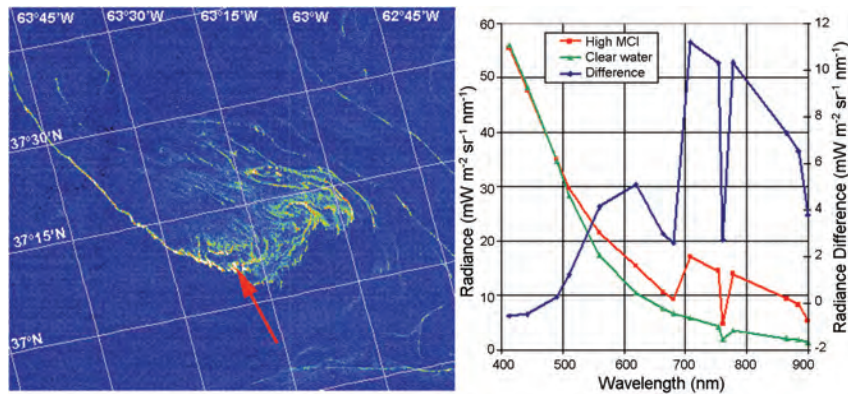 63°45'W
63°30'W
63°15'W
63°W
62°45'W
37°30'N
37°15'N
37°N
60
50
40
30
20
10
0
Radiance (mW m⁻² sr⁻¹ nm⁻¹)
High MCI
Clear water
Difference
12
10
8
6
4
2
0
-2
Radiance Difference (mW m⁻² sr⁻¹ nm⁻¹)
400 500 600 700 800 900
Wavelength (nm)